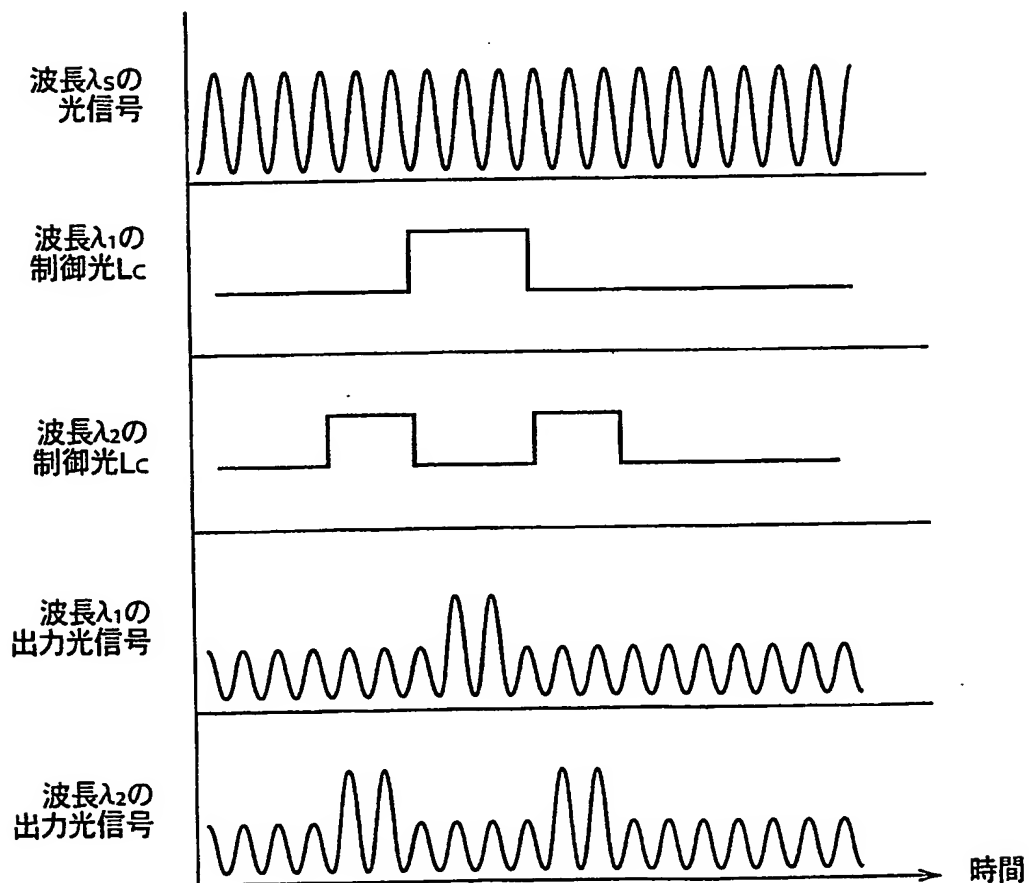 波長λsの
光信号
波長λ₁の
制御光Lc
波長λ₂の
制御光Lc
波長λ₁の
出力光信号
波長λ₂の
出力光信号
時間